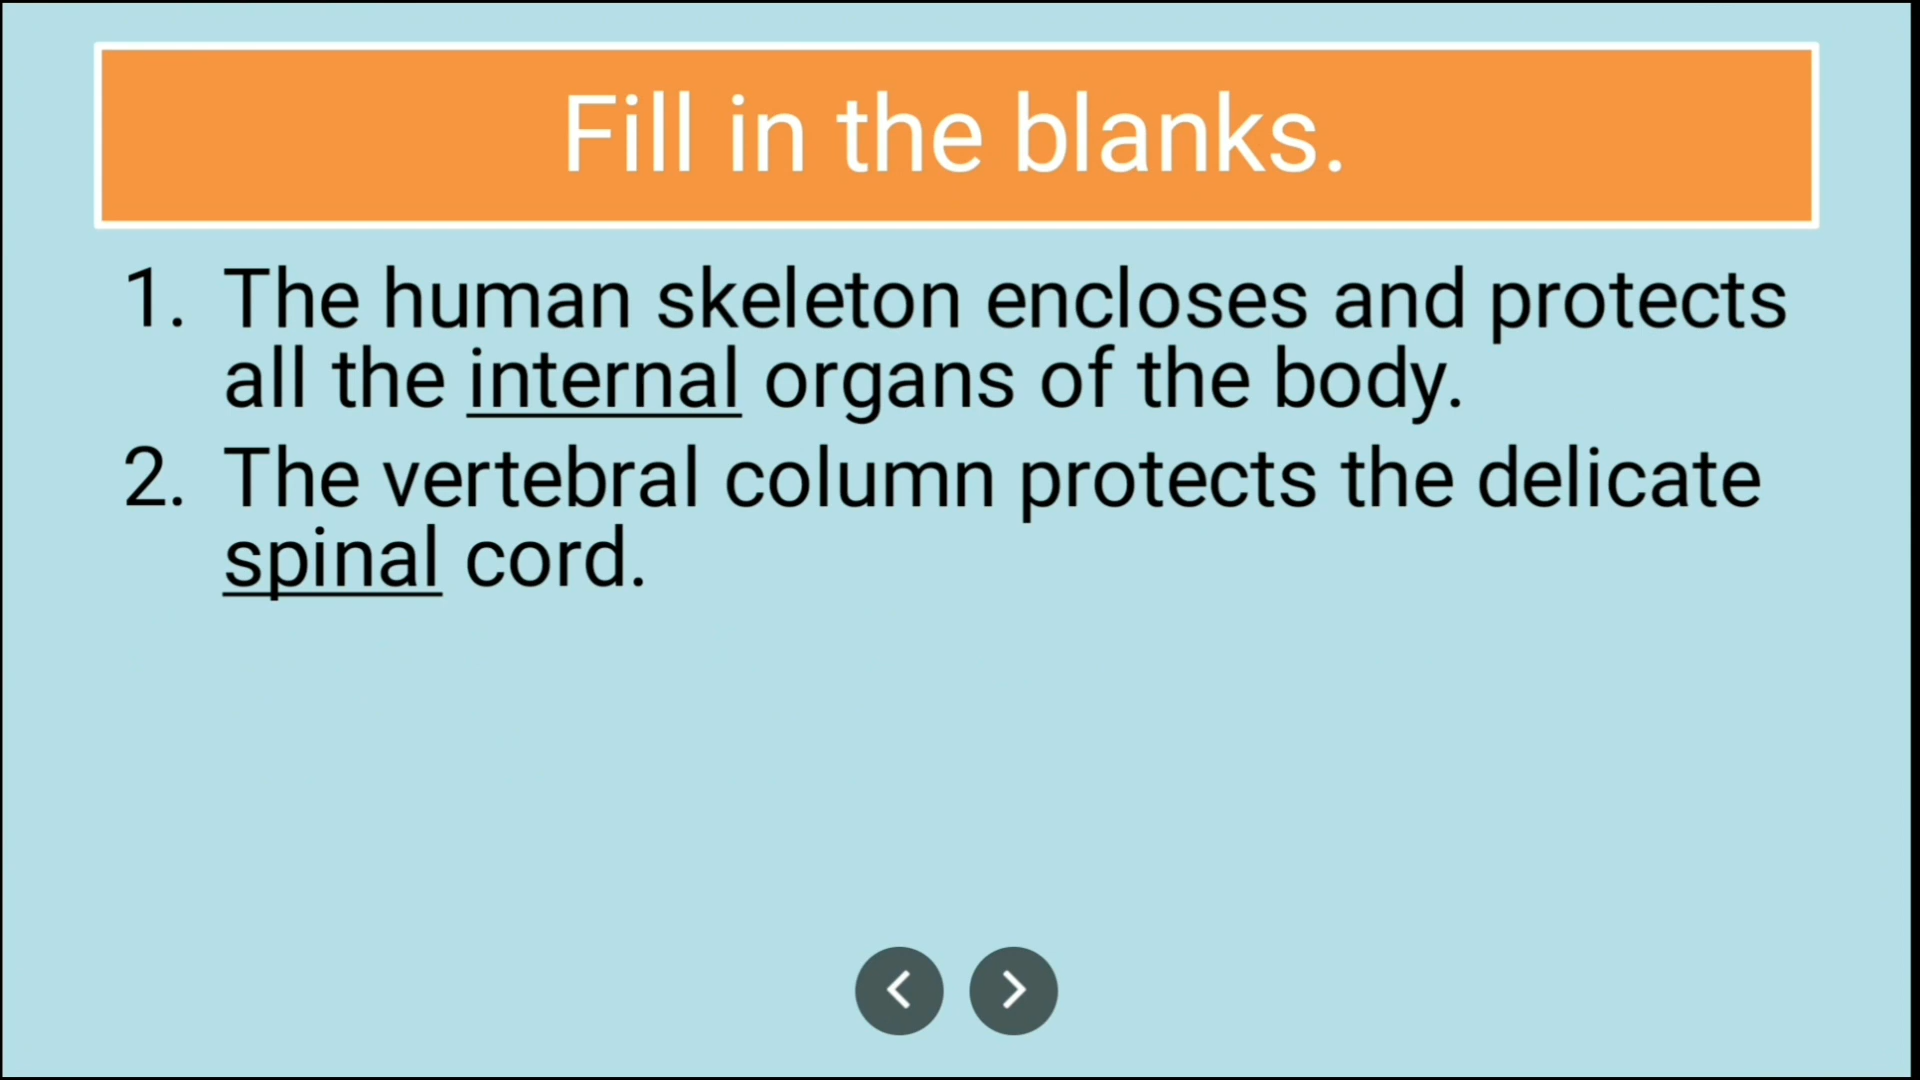 Fill in the blanks.
1. The human skeleton encloses and protects
all the internal organs of the body.
2. The vertebral column protects the delicate
spinal cord.